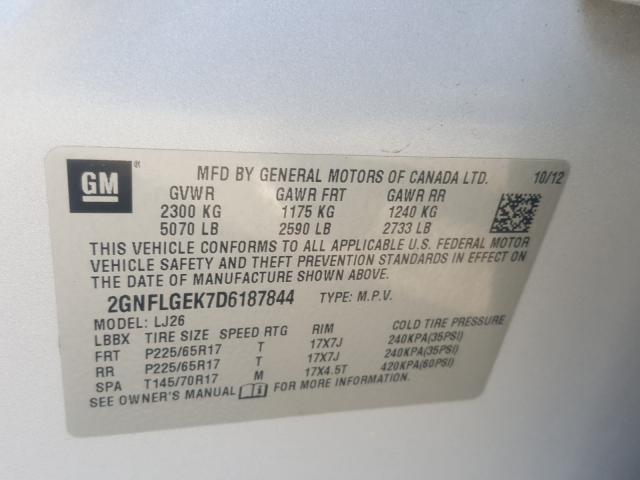 GM ®
MFD BY GENERAL MOTORS OF CANADA LTD. 10/12
GVWR GAWR FRT GAWR RR
2300 KG 1175 KG 1240 KG
5070 LB 2590 LB 2733 LB
THIS VEHICLE CONFORMS TO ALL APPLICABLE U.S. FEDERAL MOTOR
VEHICLE SAFETY AND THEFT PREVENTION STANDARDS IN EFFECT ON
THE DATE OF MANUFACTURE SHOWN ABOVE.
2GNFLGEK7D6187844 TYPE: M.P.V.
MODEL: LJ26
LBBX TIRE SIZE SPEED RTG RIM COLD TIRE PRESSURE
FRT P225/65R17 T 17X7J 240KPA(35PSI)
RR P225/65R17 T 17X7J 240KPA(35PSI)
SPA T145/70R17 M 17X4.5T 420KPA(60PSI)
SEE OWNER'S MANUAL FOR MORE INFORMATION.